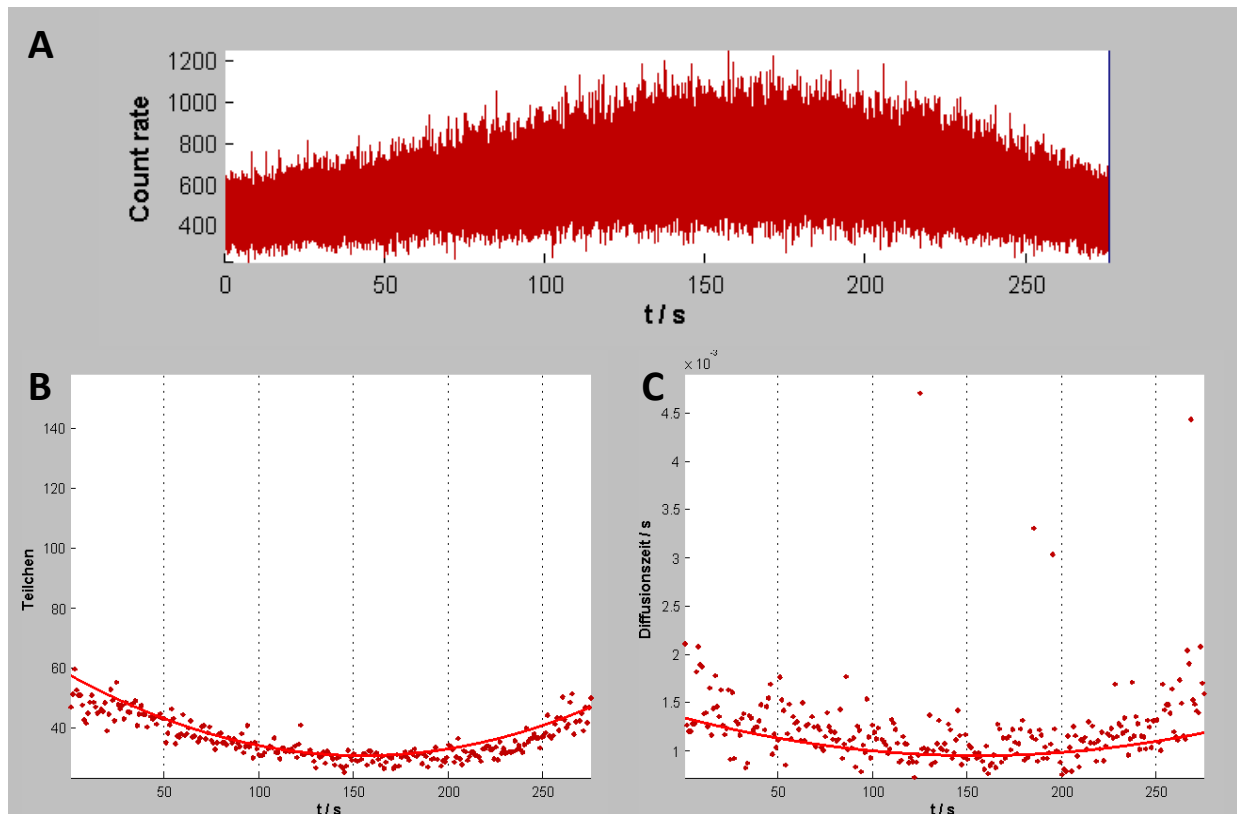 A
1200
1000
800
600
400
Count rate
0 50 100 150 200 250
t / s
B
140
120
100
80
60
40
Teilchen
50 100 150 200 250
t / s
C
x 10⁻³
4.5
4
3.5
3
2.5
2
1.5
1
Diffusionszeit / s
50 100 150 200 250
t / s